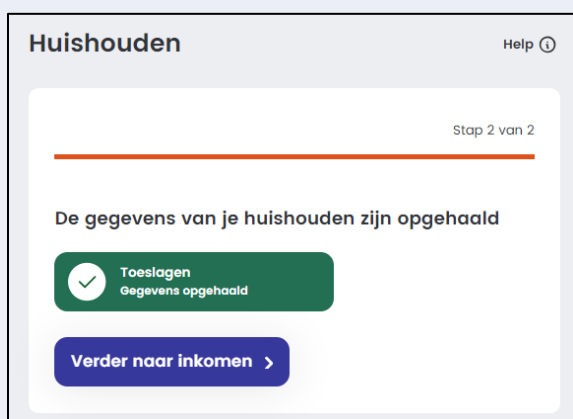 Huishouden
Help
Stap 2 van 2
De gegevens van je huishouden zijn opgehaald
Toeslagen
Gegevens opgehaald
Verder naar inkomen